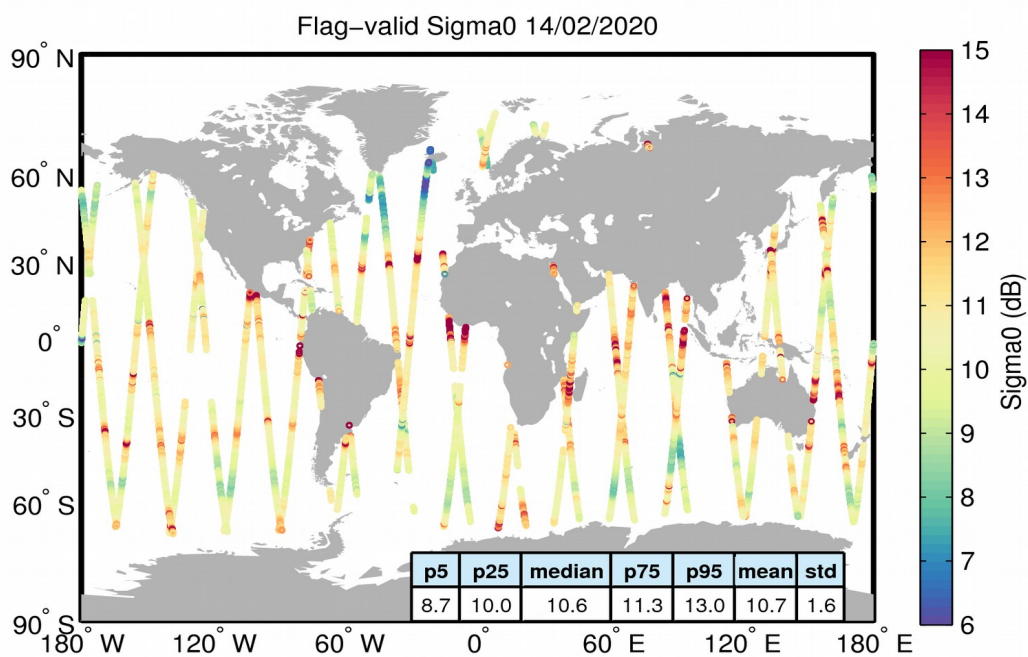 Flag−valid Sigma0 14/02/2020
90° N
60° N
30° N
0°
30° S
60° S
90° S
180° W
120° W
60° W
0°
60° E
120° E
180° E
15
14
13
12
11
10
9
8
7
6
Sigma0 (dB)
p5 p25 median p75 p95 mean std
8.7 10.0 10.6 11.3 13.0 10.7 1.6